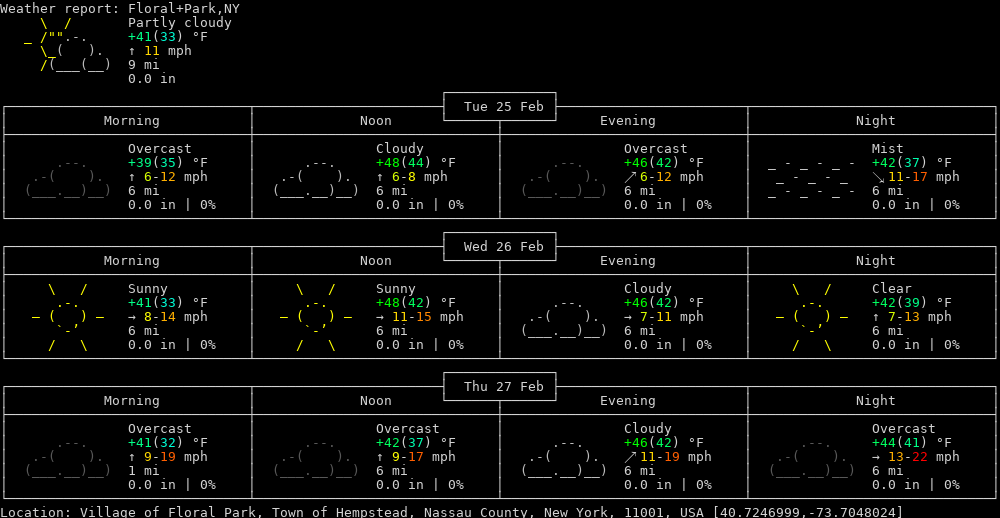 Weather report: Floral+Park,NY
Partly cloudy
+41(33) °F
↑ 11 mph
9 mi
0.0 in
Tue 25 Feb
Morning Noon Evening Night
Overcast Cloudy Overcast Mist
+39(35) °F +48(44) °F +46(42) °F +42(37) °F
↑ 6-12 mph ↑ 6-8 mph ↗ 6-12 mph ↘ 11-17 mph
6 mi 6 mi 6 mi 6 mi
0.0 in | 0% 0.0 in | 0% 0.0 in | 0% 0.0 in | 0%
Wed 26 Feb
Morning Noon Evening Night
Sunny Sunny Cloudy Clear
+41(33) °F +48(42) °F +46(42) °F +42(39) °F
→ 8-14 mph → 11-15 mph → 7-11 mph ↑ 7-13 mph
6 mi 6 mi 6 mi 6 mi
0.0 in | 0% 0.0 in | 0% 0.0 in | 0% 0.0 in | 0%
Thu 27 Feb
Morning Noon Evening Night
Overcast Overcast Cloudy Overcast
+41(32) °F +42(37) °F +46(42) °F +44(41) °F
↑ 9-19 mph ↑ 9-17 mph ↗ 11-19 mph → 13-22 mph
1 mi 6 mi 6 mi 6 mi
0.0 in | 0% 0.0 in | 0% 0.0 in | 0% 0.0 in | 0%
Location: Village of Floral Park, Town of Hempstead, Nassau County, New York, 11001, USA [40.7246999,-73.7048024]